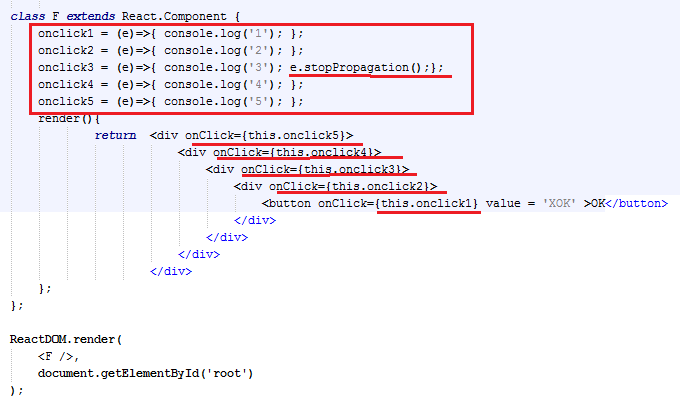 class F extends React.Component {
    onclick1 = (e)=>{ console.log('1'); };
    onclick2 = (e)=>{ console.log('2'); };
    onclick3 = (e)=>{ console.log('3'); e.stopPropagation();};
    onclick4 = (e)=>{ console.log('4'); };
    onclick5 = (e)=>{ console.log('5'); };
    render(){
            return  <div onClick={this.onclick5}>
                        <div onClick={this.onclick4}>
                            <div onClick={this.onclick3}>
                                <div onClick={this.onclick2}>
                                    <button onClick={this.onclick1} value = 'XOK' >OK</button>
                                </div>
                            </div>
                        </div>
                    </div>
    };
};
ReactDOM.render(
    <F />,
    document.getElementById('root')
);